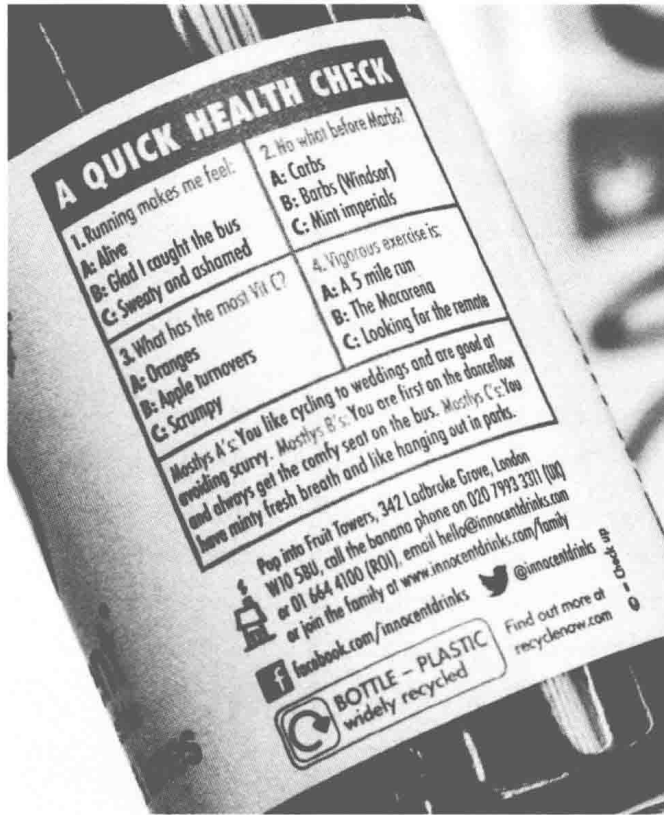 A QUICK HEALTH CHECK
1. Running makes me feel:
A: Alive
B: Glad I caught the bus
C: Sweaty and ashamed
2. No what before Marbs?
A: Carbs
B: Barbs (Windsor)
C: Mint imperials
3. What has the most Vit C?
A: Oranges
B: Apple turnovers
C: Scrumpy
4. Vigorous exercise is:
A: A 5 mile run
B: The Macarena
C: Looking for the remote
Mostlys A's: You like cycling to weddings and are good at
avoiding scurvy. Mostlys B's: You are first on the dancefloor
and always get the comfy seat on the bus. Mostlys C's: You
have minty fresh breath and like hanging out in parks.
Pop into Fruit Towers, 342 Ladbroke Grove, London
W10 5BU, call the banana phone on 020 7993 3311 (UK)
or 01 664 4100 (ROI), email hello@innocentdrinks.com
or join the family at www.innocentdrinks.com/family
facebook.com/innocentdrinks
@innocentdrinks
BOTTLE – PLASTIC
widely recycled
Find out more at
recyclenow.com